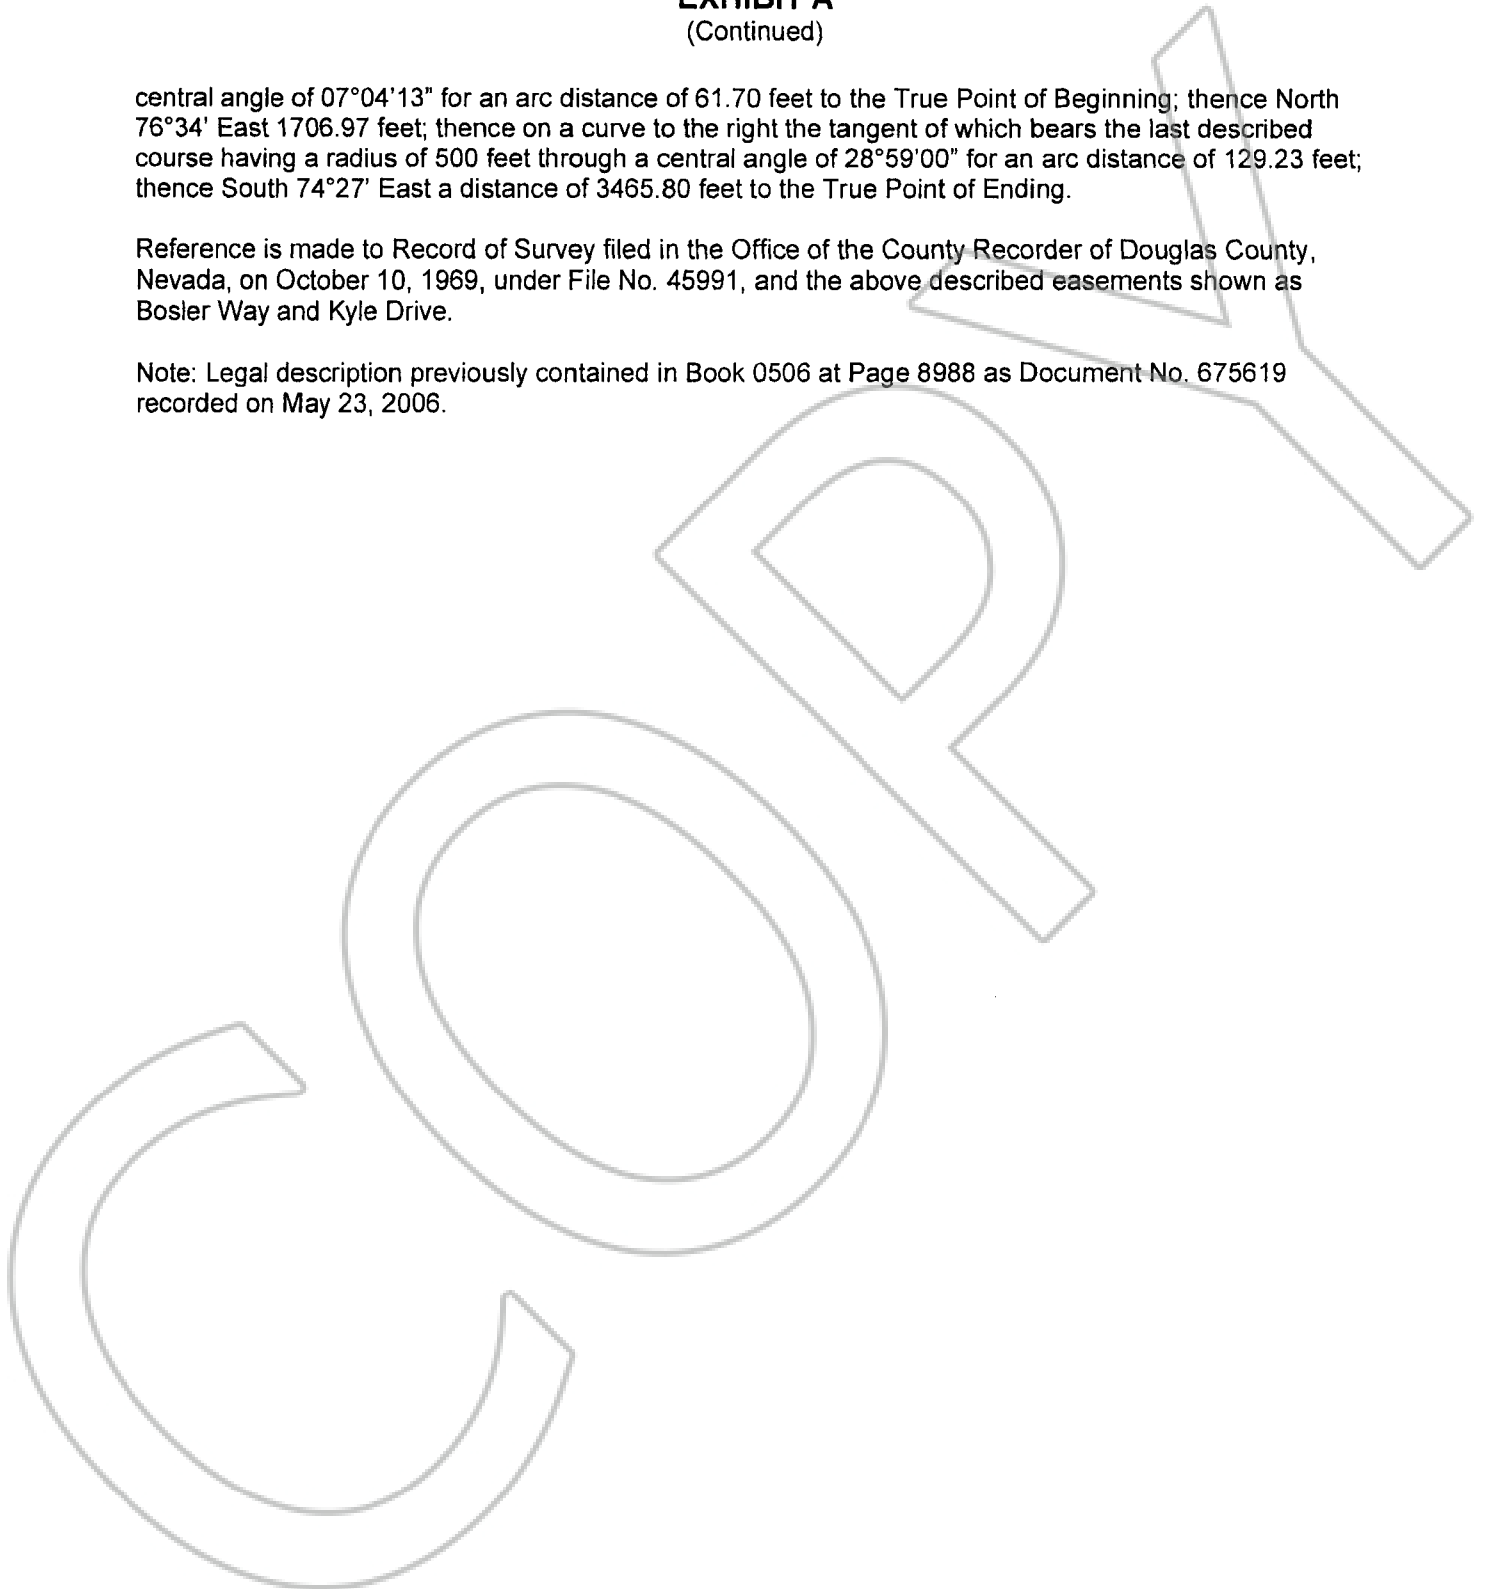 EXHIBIT A
(Continued)
central angle of 07°04'13" for an arc distance of 61.70 feet to the True Point of Beginning; thence North
76°34' East 1706.97 feet; thence on a curve to the right the tangent of which bears the last described
course having a radius of 500 feet through a central angle of 28°59'00" for an arc distance of 129.23 feet;
thence South 74°27' East a distance of 3465.80 feet to the True Point of Ending.
Reference is made to Record of Survey filed in the Office of the County Recorder of Douglas County,
Nevada, on October 10, 1969, under File No. 45991, and the above described easements shown as
Bosler Way and Kyle Drive.
Note: Legal description previously contained in Book 0506 at Page 8988 as Document No. 675619
recorded on May 23, 2006.
COPY